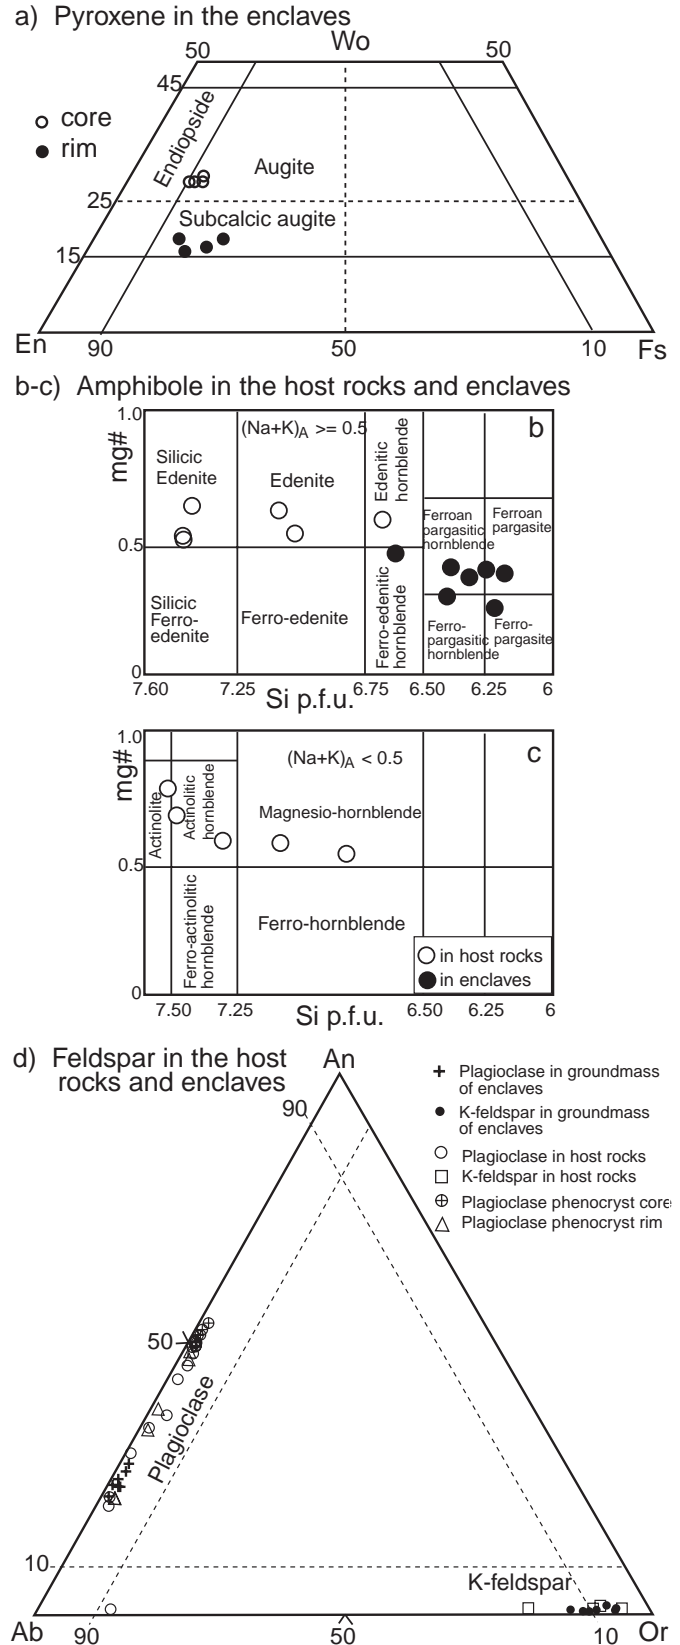 a) Pyroxene in the enclaves
Wo
50
50
45
core
rim
Endiopside
Augite
25
Subcalcic augite
15
En
90
50
10
Fs
b-c) Amphibole in the host rocks and enclaves
1.0
mg#
(Na+K)A >= 0.5
b
Silicic
Edenite
Edenite
Edenitic
hornblende
Ferroan
pargasitic
hornblende
Ferroan
pargasite
0.5
Silicic
Ferro-
edenite
Ferro-edenite
Ferro-edenitic
hornblende
Ferro-
pargasitic
hornblende
Ferro-
pargasite
0
7.60
7.25
6.75
6.50
6.25
6
Si p.f.u.
1.0
mg#
(Na+K)A < 0.5
c
Actinolite
Actinolitic
hornblende
Magnesio-hornblende
0.5
Ferro-actinolitic
hornblende
Ferro-hornblende
in host rocks
in enclaves
0
7.50
7.25
6.50
6.25
6
Si p.f.u.
d) Feldspar in the host
rocks and enclaves
An
90
Plagioclase in groundmass
of enclaves
K-feldspar in groundmass
of enclaves
Plagioclase in host rocks
K-feldspar in host rocks
Plagioclase phenocryst core
Plagioclase phenocryst rim
50
Plagioclase
10
K-feldspar
Ab
90
50
10
Or